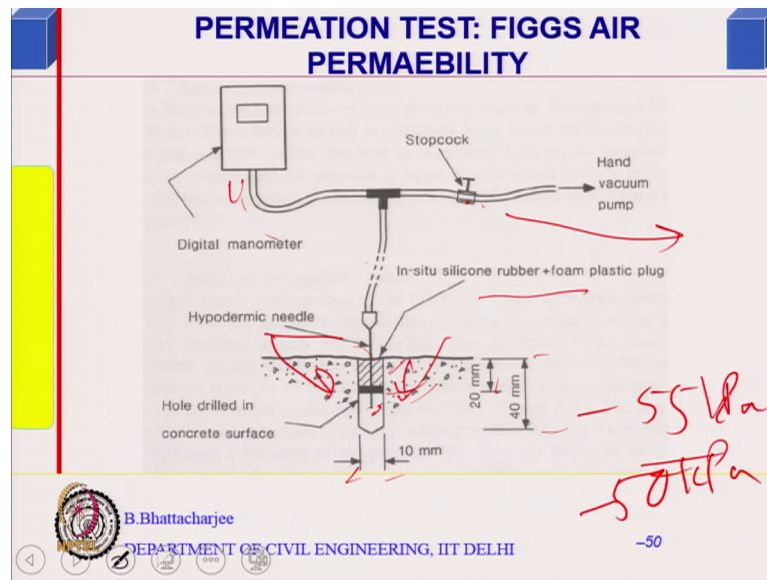 PERMEATION TEST: FIGGS AIR
PERMAEBILITY
Stopcock
Hand
vacuum
pump
Digital manometer
In-situ silicone rubber + foam plastic plug
Hypodermic needle
20 mm
40 mm
Hole drilled in
concrete surface
10 mm
- 55 kPa
-50 kPa
NPTEL
B.Bhattacharjee
DEPARTMENT OF CIVIL ENGINEERING, IIT DELHI
–50